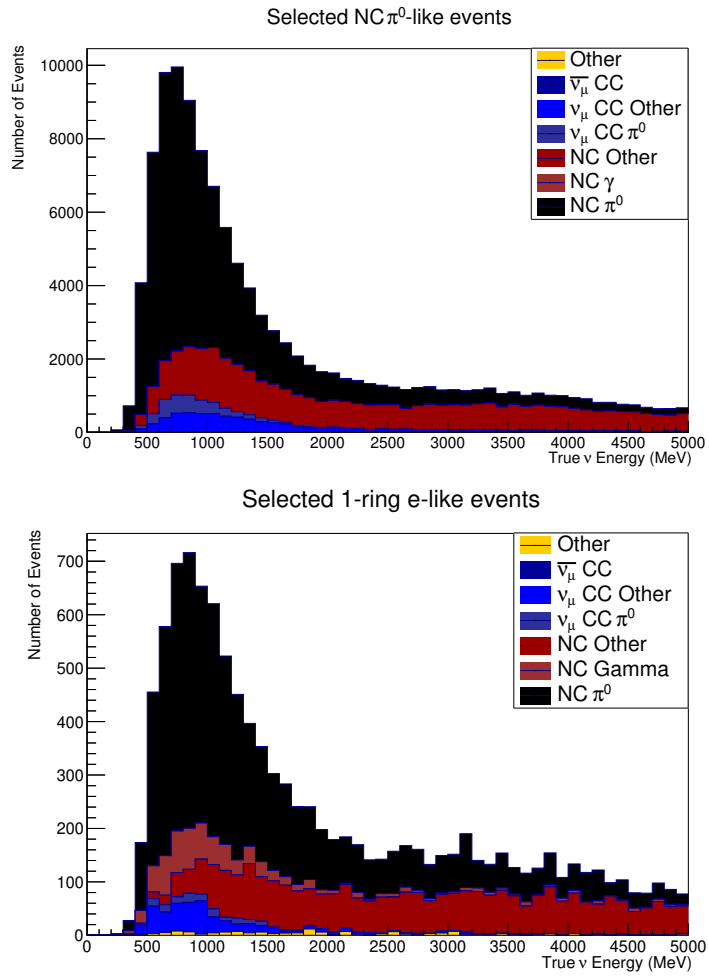 Selected NCπ⁰-like events
Number of Events
10000
8000
6000
4000
2000
0
Other
ν̅μ CC
νμ CC Other
νμ CC π⁰
NC Other
NC γ
NC π⁰
0 500 1000 1500 2000 2500 3000 3500 4000 4500 5000
True ν Energy (MeV)
Selected 1-ring e-like events
Number of Events
700
600
500
400
300
200
100
0
Other
ν̅μ CC
νμ CC Other
νμ CC π⁰
NC Other
NC Gamma
NC π⁰
0 500 1000 1500 2000 2500 3000 3500 4000 4500 5000
True ν Energy (MeV)